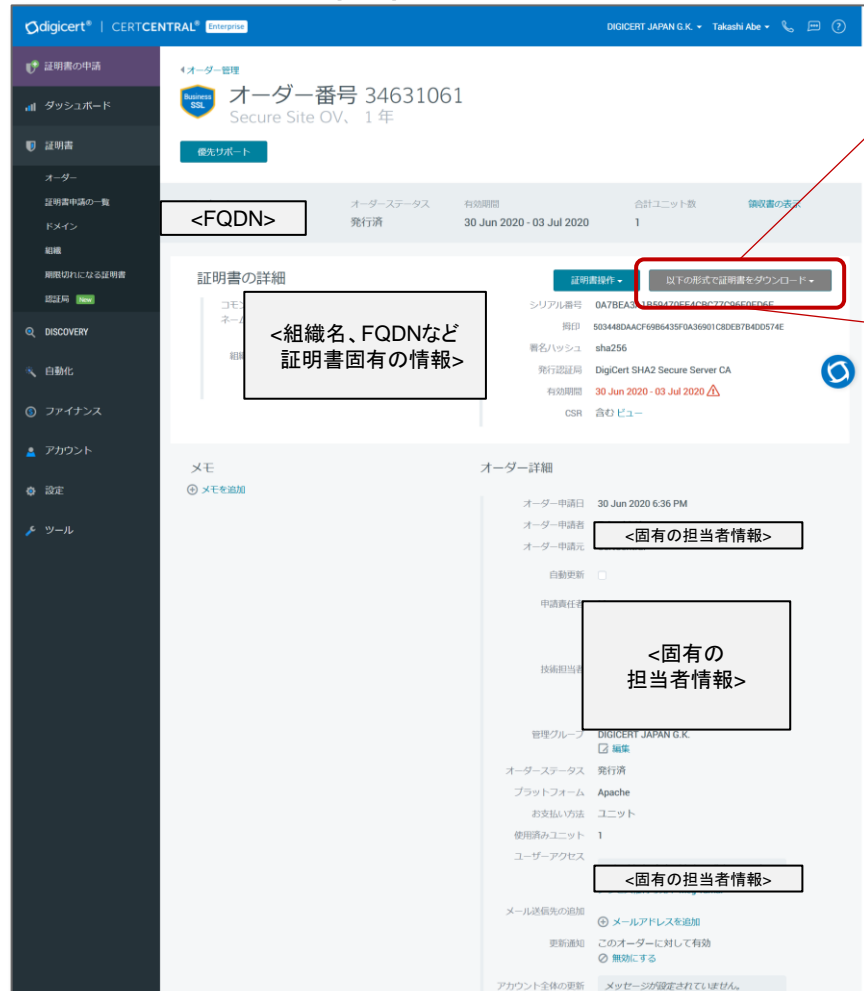 digicert® | CERTCENTRAL® Enterprise
DIGICERT JAPAN G.K. Takashi Abe
証明書の申請
ダッシュボード
証明書
オーダー
証明書申請の一覧
ドメイン
組織
期限切れになる証明書
認証局 New
DISCOVERY
自動化
ファイナンス
アカウント
設定
ツール
オーダー管理
Business SSL
オーダー番号 34631061
Secure Site OV、 1 年
優先サポート
<FQDN>
オーダーステータス
発行済
有効期間
30 Jun 2020 - 03 Jul 2020
合計ユニット数
1
領収書の表示
証明書の詳細
証明書操作
以下の形式で証明書をダウンロード
<組織名、FQDNなど
証明書固有の情報>
シリアル番号
拇印 503448DAACF69B6435F0A36901C8DEB7B4DD574E
署名ハッシュ sha256
発行認証局 DigiCert SHA2 Secure Server CA
有効期間 30 Jun 2020 - 03 Jul 2020
CSR 含む ビュー
メモ
メモを追加
オーダー詳細
オーダー申請日 30 Jun 2020 6:36 PM
オーダー申請者
<固有の担当者情報>
オーダー申請元
自動更新
申請責任者
技術担当者
<固有の
担当者情報>
管理グループ DIGICERT JAPAN G.K.
編集
オーダーステータス 発行済
プラットフォーム Apache
お支払い方法 ユニット
使用済みユニット 1
ユーザーアクセス
<固有の担当者情報>
メール送信先の追加
メールアドレスを追加
更新通知 このオーダーに対して有効
無効にする
アカウント全体の更新 メッセージが設定されていません。